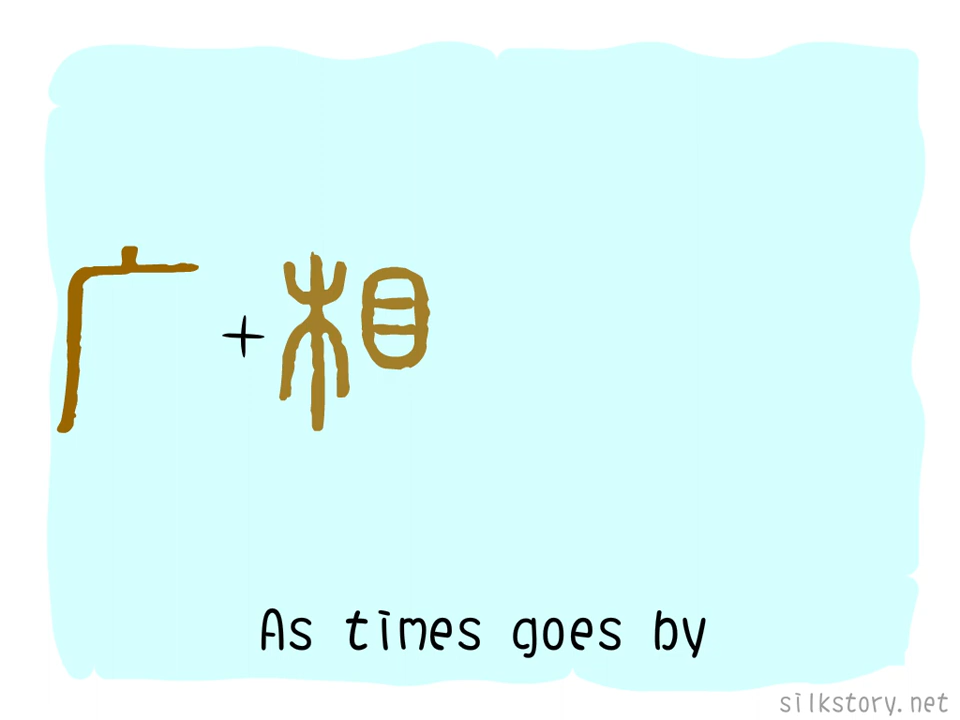 广 + 相
As times goes by
silkstory.net